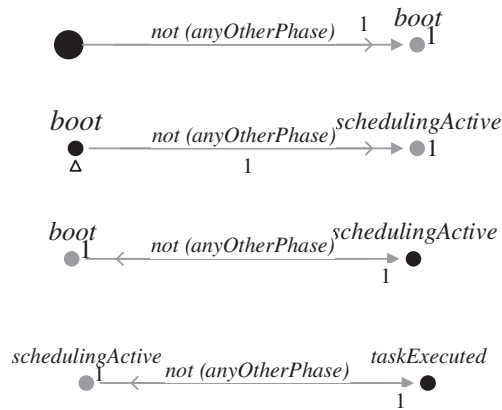 not (anyOtherPhase) 1 boot 1
boot not (anyOtherPhase) schedulingActive 1
1
boot 1 not (anyOtherPhase) schedulingActive
1
schedulingActive 1 not (anyOtherPhase) taskExecuted
1